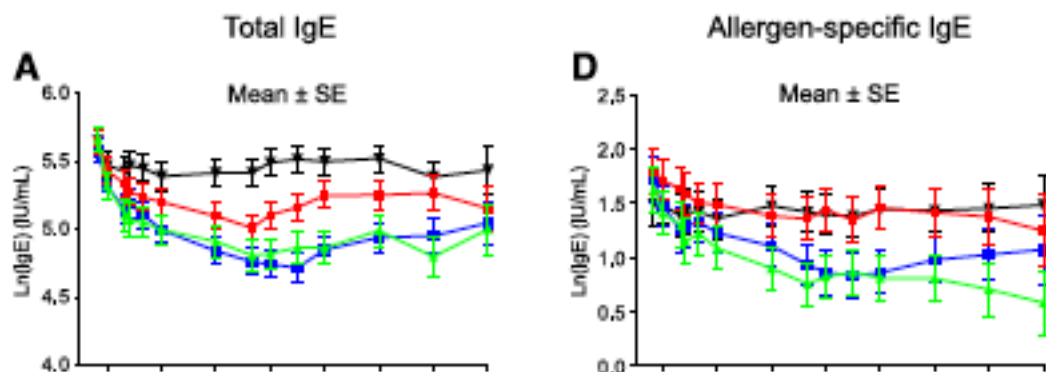 Total IgE
A
Mean ± SE
Ln(IgE) (IU/mL)
6.0
5.5
5.0
4.5
4.0
Allergen-specific IgE
D
Mean ± SE
Ln(IgE) (IU/mL)
2.5
2.0
1.5
1.0
0.5
0.0